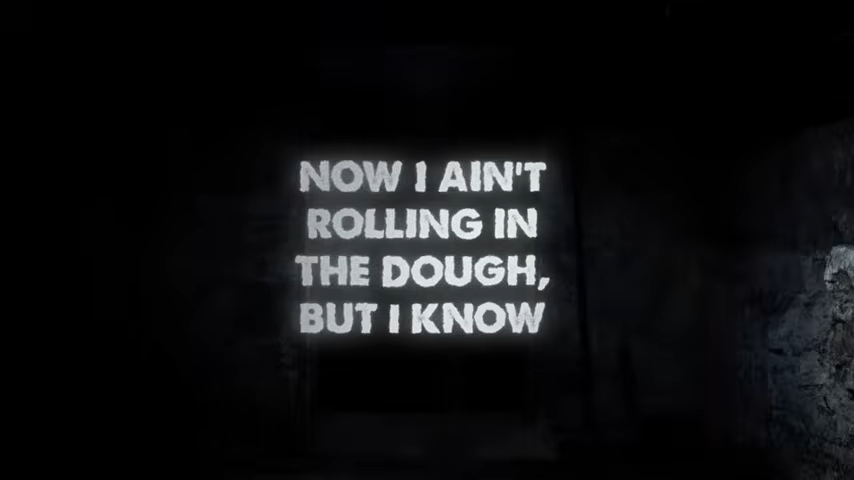 NOW I AIN'T
ROLLING IN
THE DOUGH,
BUT I KNOW